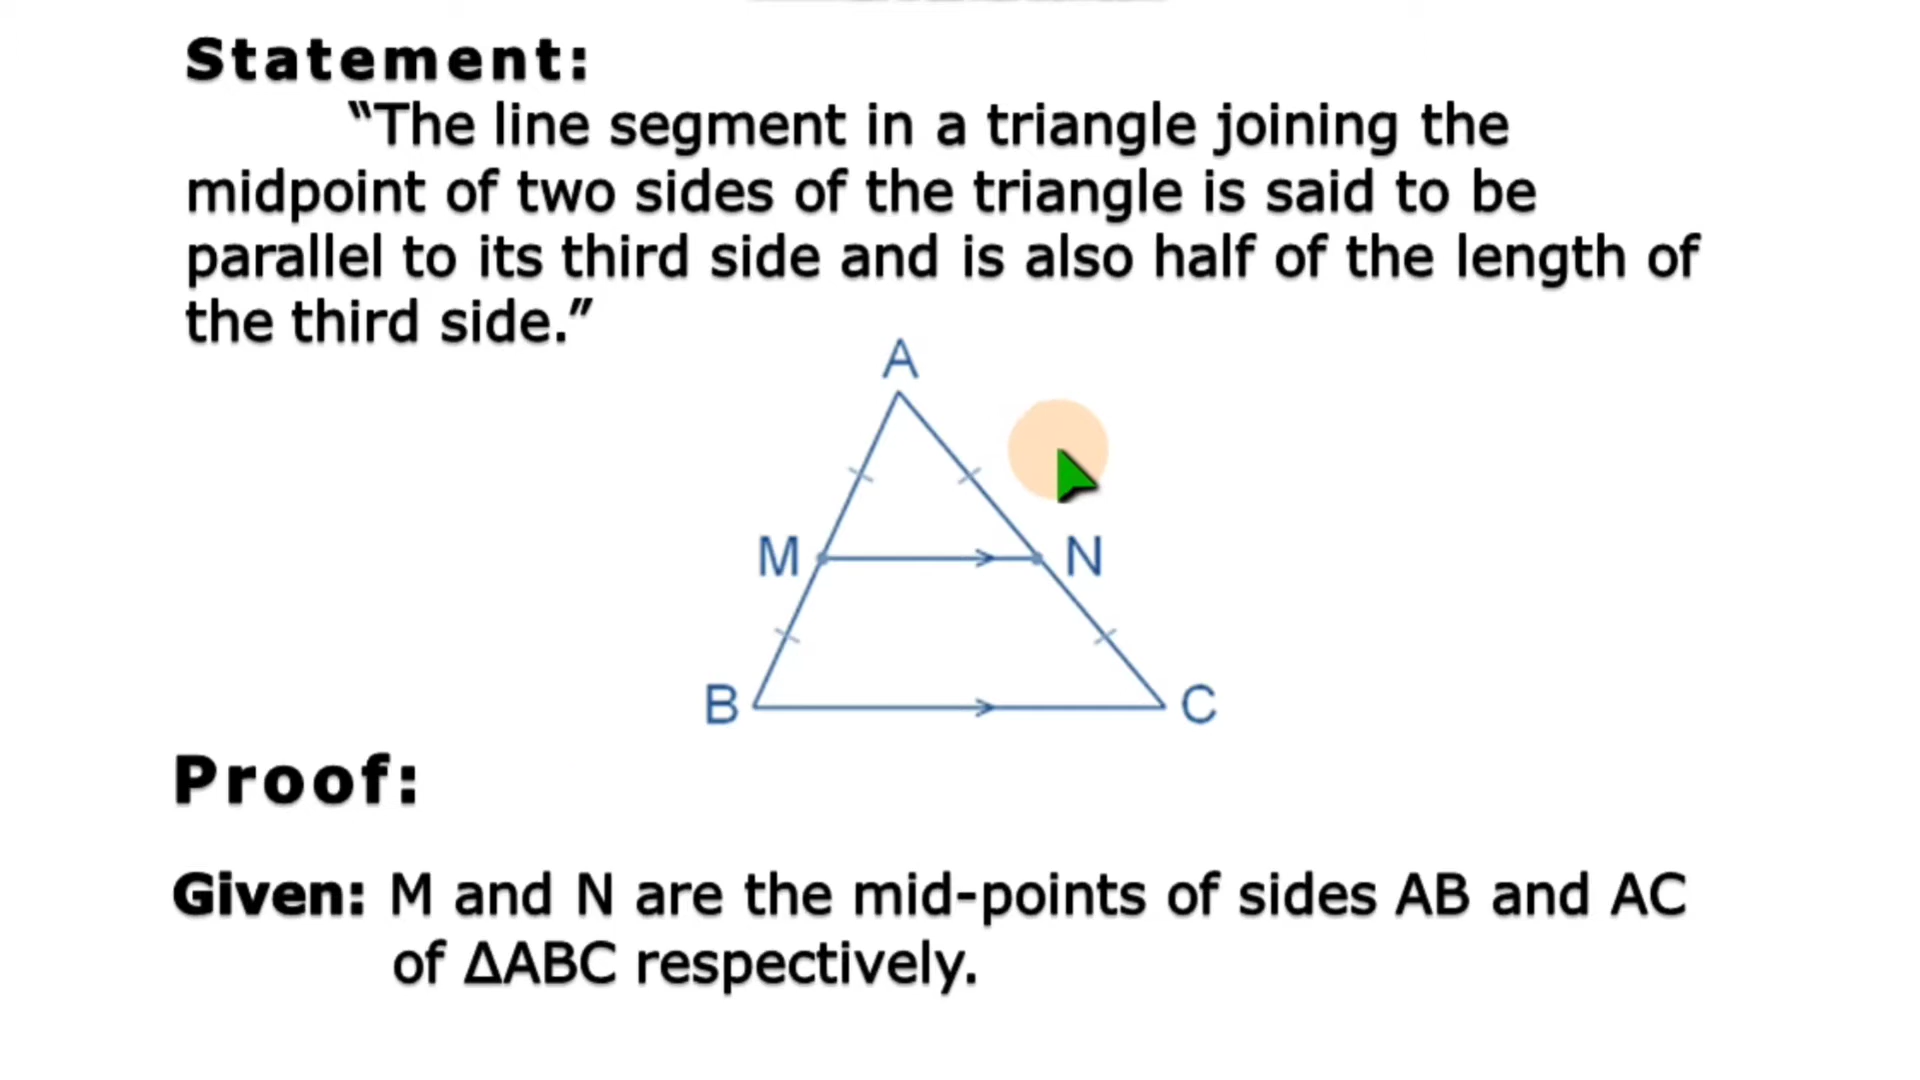 Statement:
“The line segment in a triangle joining the
midpoint of two sides of the triangle is said to be
parallel to its third side and is also half of the length of
the third side.”
A
M N
B C
Proof:
Given: M and N are the mid-points of sides AB and AC
of ΔABC respectively.